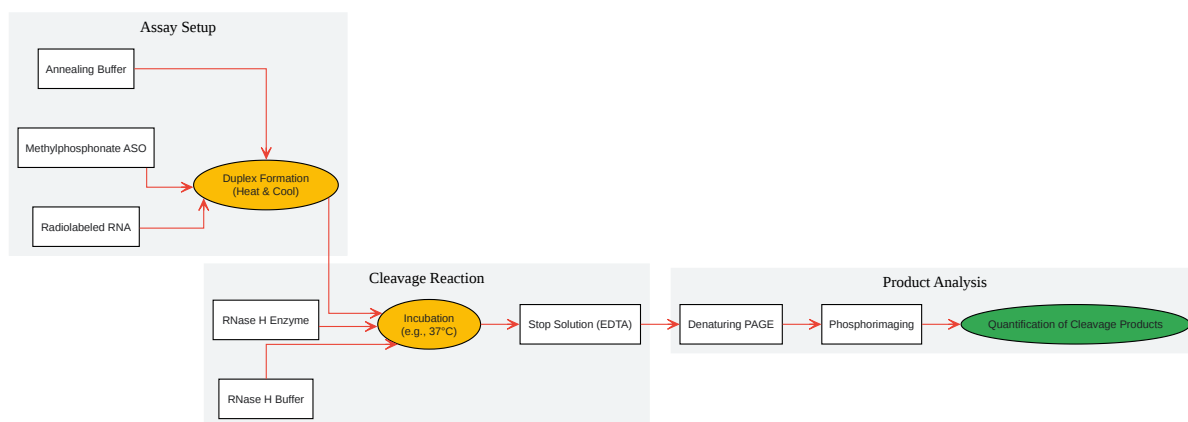 Assay Setup
Annealing Buffer
Methylphosphonate ASO
Duplex Formation
(Heat & Cool)
Radiolabeled RNA
Cleavage Reaction
RNase H Enzyme
Incubation
(e.g., 37°C)
Stop Solution (EDTA)
RNase H Buffer
Product Analysis
Denaturing PAGE
Phosphorimaging
Quantification of Cleavage Products